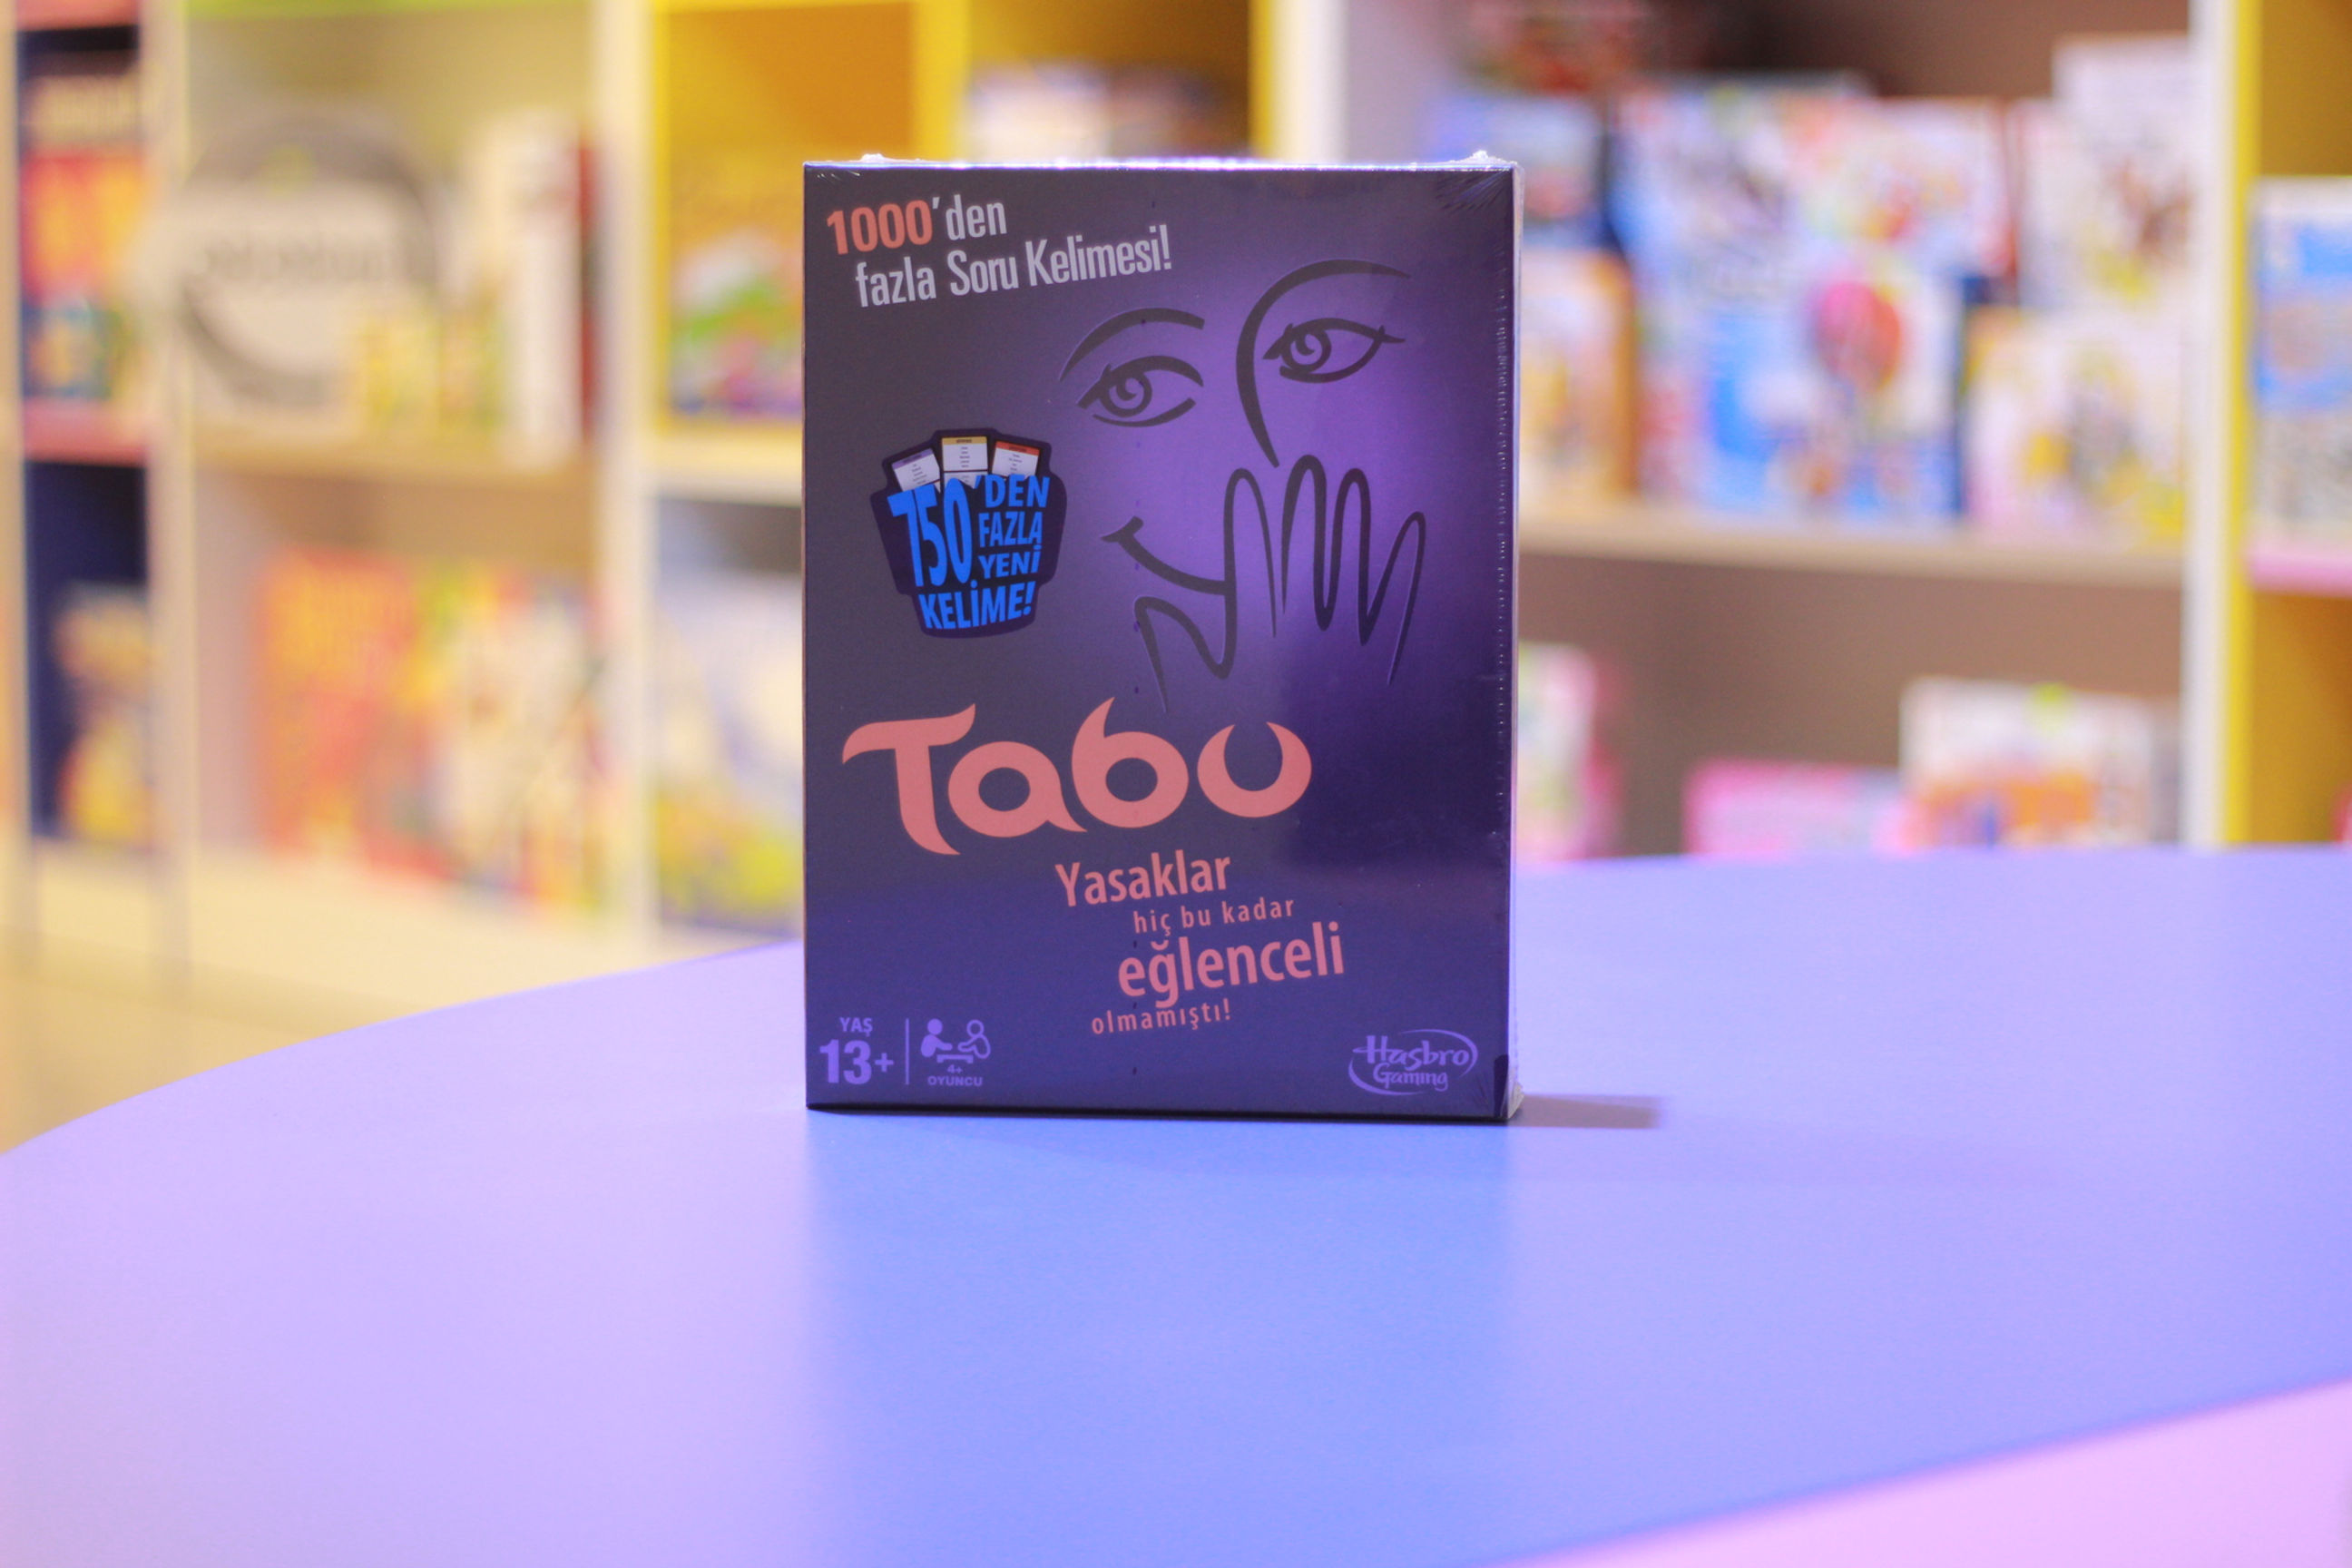 1000'den
fazla Soru Kelimesi!
750'DEN
FAZLA
YENİ
KELİME!
Tabu
Yasaklar
hiç bu kadar
eğlenceli
olmamıştı!
YAŞ
13+
4+
OYUNCU
Hasbro
Gaming